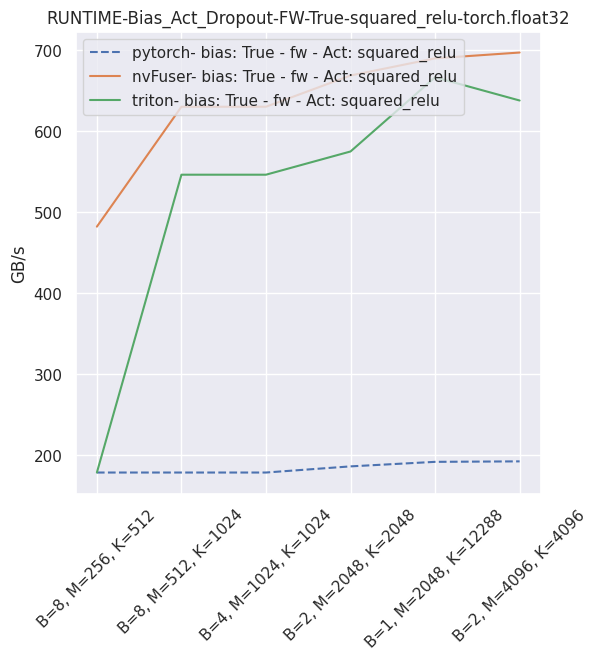 RUNTIME-Bias_Act_Dropout-FW-True-squared_relu-torch.float32
pytorch- bias: True - fw - Act: squared_relu
nvFuser- bias: True - fw - Act: squared_relu
triton- bias: True - fw - Act: squared_relu
GB/s
700
600
500
400
300
200
B=8, M=256, K=512
B=8, M=512, K=1024
B=4, M=1024, K=1024
B=2, M=2048, K=2048
B=1, M=2048, K=12288
B=2, M=4096, K=4096